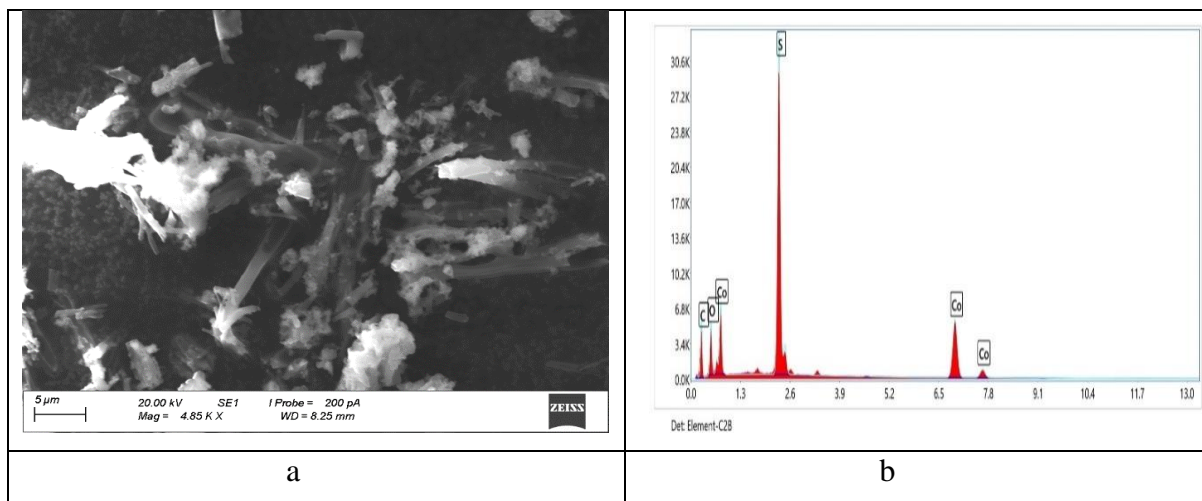 5 µm
20.00 kV SE1 I Probe = 200 pA
Mag = 4.85 K X WD = 8.25 mm
ZEISS
a
S
30.6K
27.2K
23.8K
20.4K
17.0K
13.6K
10.2K
6.8K
3.4K
0.0K
C
O
Co
Co
Co
0.0 1.3 2.6 3.9 5.2 6.5 7.8 9.1 10.4 11.7 13.0
Det: Element-C2B
b